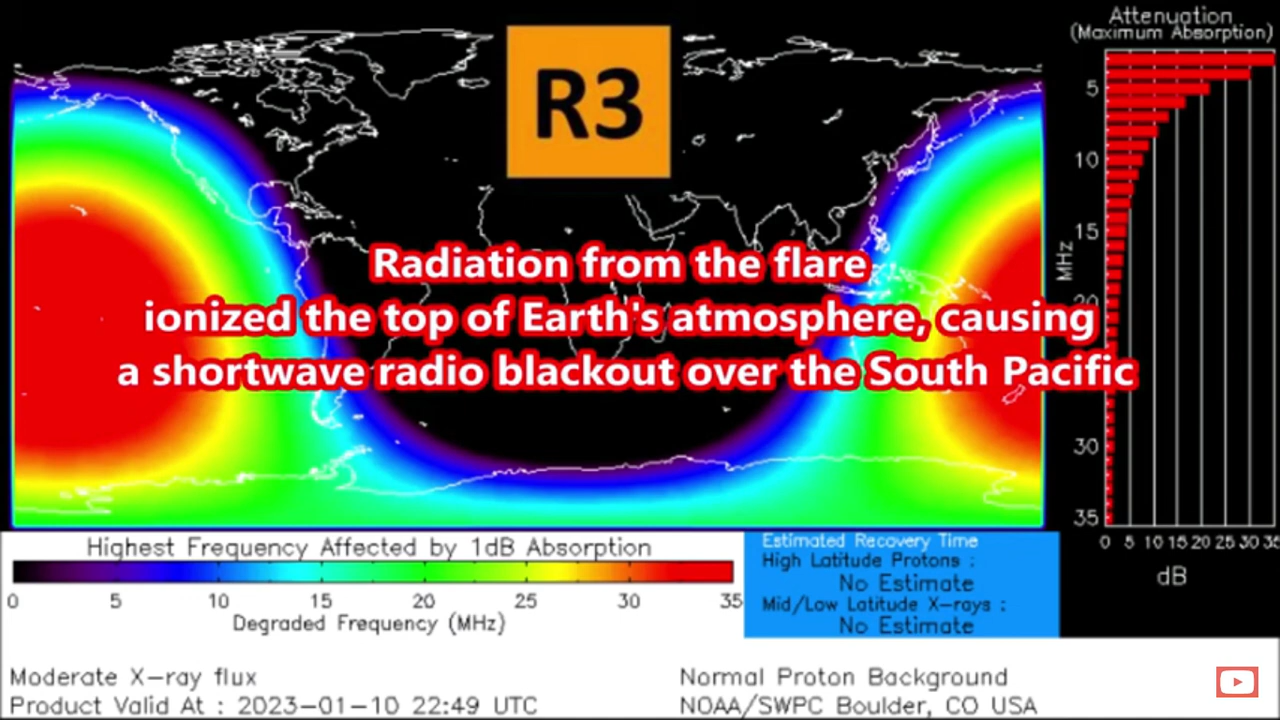 Attenuation
(Maximum Absorption)
R3
5
10
15
MHz
20
30
35
Radiation from the flare
ionized the top of Earth's atmosphere, causing
a shortwave radio blackout over the South Pacific
0 5 10 15 20 25 30 35
dB
Highest Frequency Affected by 1dB Absorption
0 5 10 15 20 25 30 35
Degraded Frequency (MHz)
Estimated Recovery Time
High Latitude Protons :
No Estimate
Mid/Low Latitude X-rays :
No Estimate
Moderate X-ray flux
Normal Proton Background
Product Valid At : 2023-01-10 22:49 UTC
NOAA/SWPC Boulder, CO USA